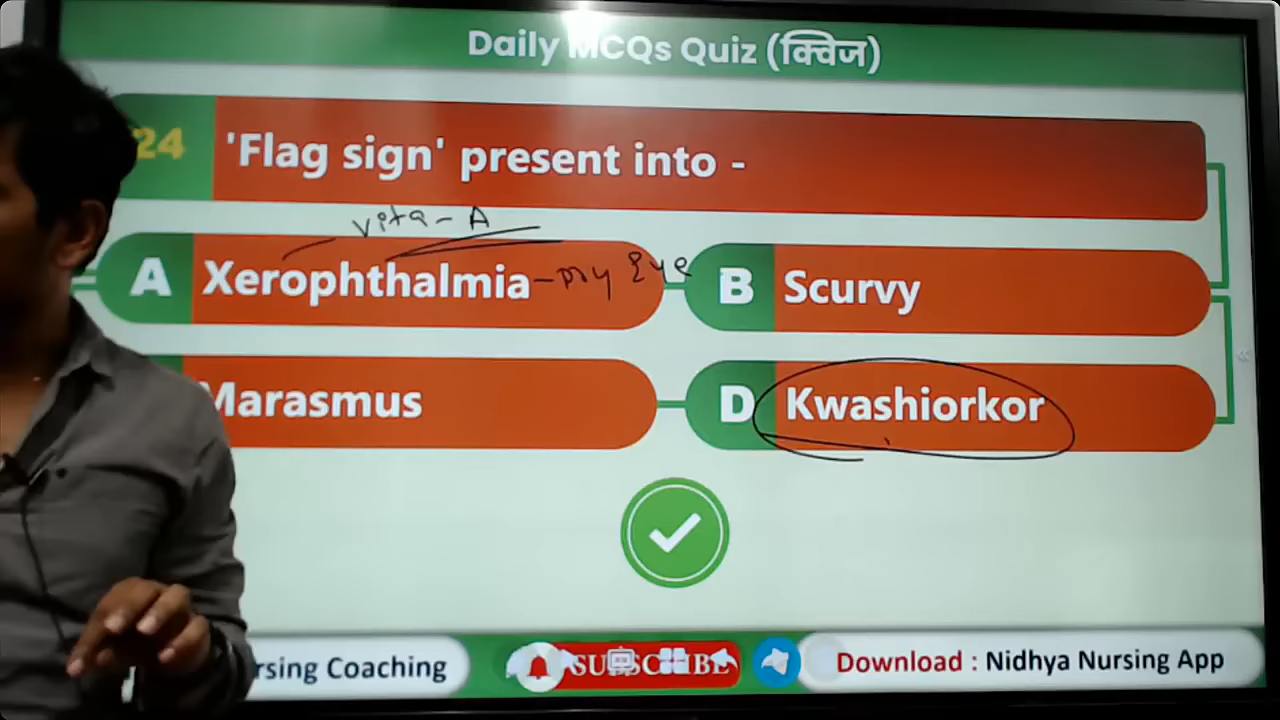 Daily MCQs Quiz (क्विज)
24 'Flag sign' present into -
Vita - A
A Xerophthalmia - Dry Eye
B Scurvy
Marasmus
D Kwashiorkor
rsing Coaching
SUBSCRIBE
Download : Nidhya Nursing App